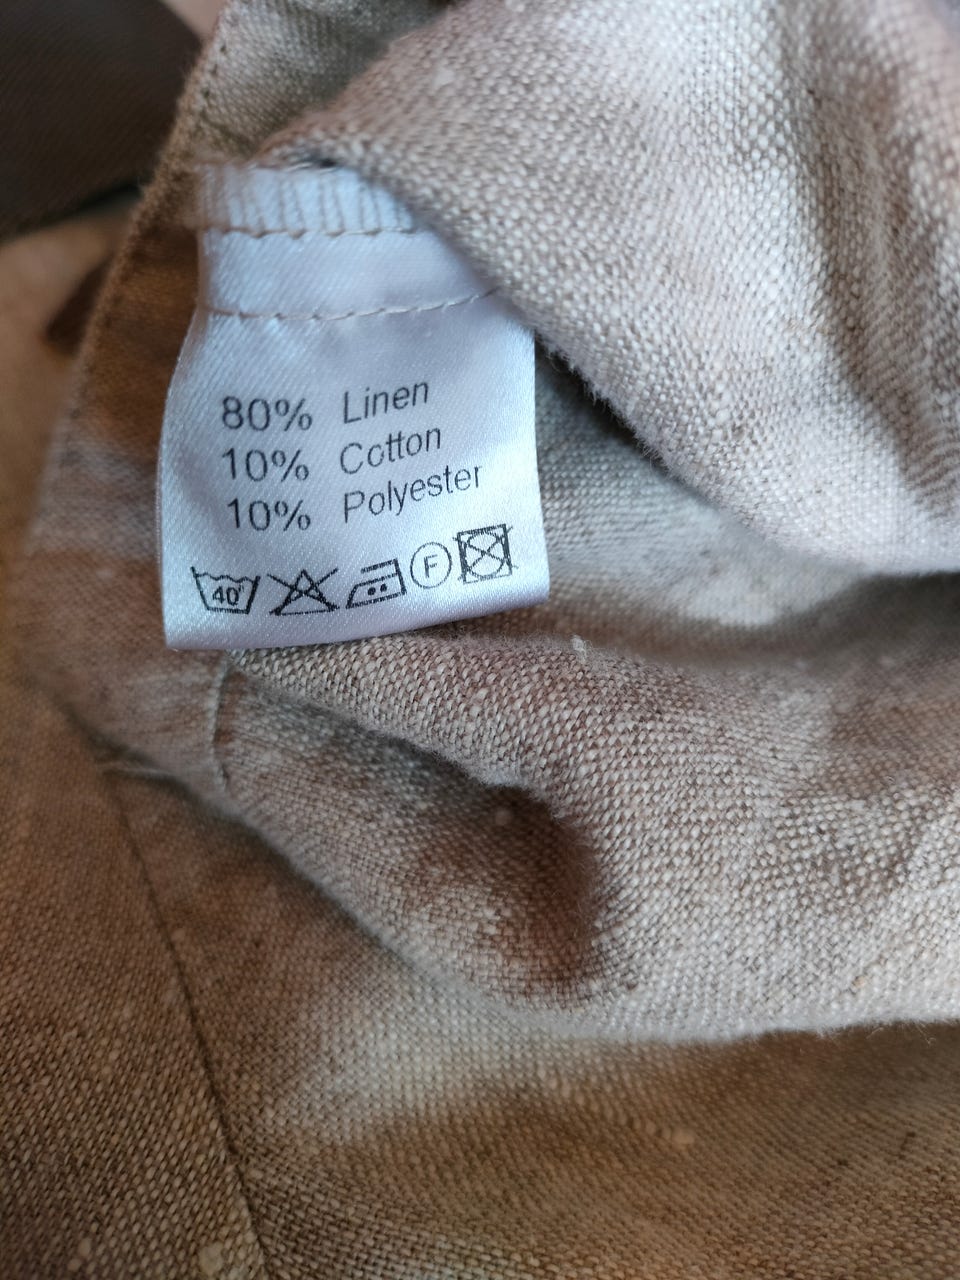 80% Linen
10% Cotton
10% Polyester
40° F